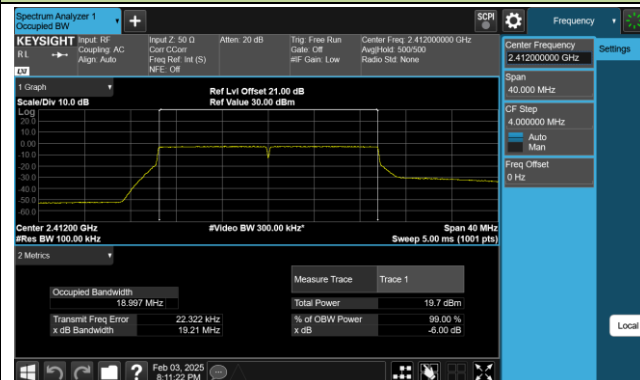 Spectrum Analyzer 1
Occupied BW
SCPI
Frequency
KEYSIGHT
Input: RF
Coupling: AC
Align: Auto
Input Z: 50 Ω
Corr CCorr
Freq Ref: Int (S)
NFE: Off
Atten: 20 dB
Trig: Free Run
Gate: Off
#IF Gain: Low
Center Freq: 2.412000000 GHz
Avg|Hold: 500/500
Radio Std: None
RL
LXI
1 Graph
Scale/Div 10.0 dB
Ref Lvl Offset 21.00 dB
Ref Value 30.00 dBm
Log
20.0
10.0
0.00
-10.0
-20.0
-30.0
-40.0
-50.0
-60.0
Center 2.41200 GHz
#Res BW 100.00 kHz
#Video BW 300.00 kHz*
Span 40 MHz
Sweep 5.00 ms (1001 pts)
2 Metrics
Measure Trace
Trace 1
Occupied Bandwidth
18.997 MHz
Total Power
19.7 dBm
Transmit Freq Error
22.322 kHz
% of OBW Power
99.00 %
x dB Bandwidth
19.21 MHz
x dB
-6.00 dB
?
Feb 03, 2025
8:11:22 PM
Center Frequency
2.412000000 GHz
Settings
Span
40.000 MHz
CF Step
4.000000 MHz
Auto
Man
Freq Offset
0 Hz
Local